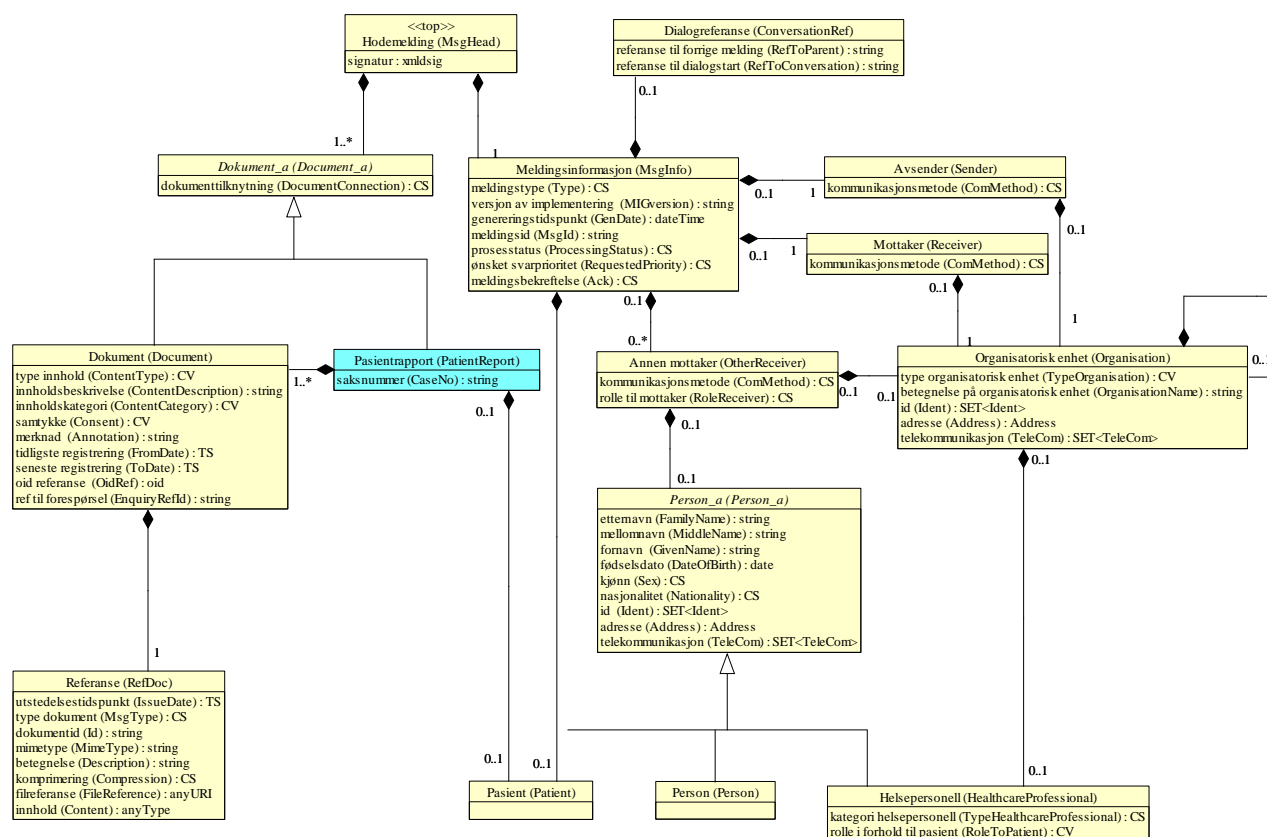 <<top>>
Hodemelding (MsgHead)
signatur : xmldsig
Dialogreferanse (ConversationRef)
referanse til forrige melding (RefToParent) : string
referanse til dialogstart (RefToConversation) : string
0..1
1..*
1
Dokument_a (Document_a)
dokumenttilknytning (DocumentConnection) : CS
Meldingsinformasjon (MsgInfo)
meldingstype (Type) : CS
versjon av implementering (MIGversion) : string
genereringstidspunkt (GenDate) : dateTime
meldingsid (MsgId) : string
prosesstatus (ProcessingStatus) : CS
ønsket svarprioritet (RequestedPriority) : CS
meldingsbekreftelse (Ack) : CS
0..1
1
Avsender (Sender)
kommunikasjonsmetode (ComMethod) : CS
0..1
0..1
1
Mottaker (Receiver)
kommunikasjonsmetode (ComMethod) : CS
0..1
0..1
0..*
1
1
0..1
Dokument (Document)
type innhold (ContentType) : CV
innholdsbeskrivelse (ContentDescription) : string
innholdskategori (ContentCategory) : CV
samtykke (Consent) : CV
merknad (Annotation) : string
tidligste registrering (FromDate) : TS
seneste registrering (ToDate) : TS
oid referanse (OidRef) : oid
ref til forespørsel (EnquiryRefId) : string
1..*
Pasientrapport (PatientReport)
saksnummer (CaseNo) : string
0..1
Annen mottaker (OtherReceiver)
kommunikasjonsmetode (ComMethod) : CS
rolle til mottaker (RoleReceiver) : CS
0..1
0..1
0..1
0..1
Organisatorisk enhet (Organisation)
type organisatorisk enhet (TypeOrganisation) : CV
betegnelse på organisatorisk enhet (OrganisationName) : string
id (Ident) : SET<Ident>
adresse (Address) : Address
telekommunikasjon (TeleCom) : SET<TeleCom>
0..1
0..1
Person_a (Person_a)
etternavn (FamilyName) : string
mellomnavn (MiddleName) : string
fornavn (GivenName) : string
fødselsdato (DateOfBirth) : date
kjønn (Sex) : CS
nasjonalitet (Nationality) : CS
id (Ident) : SET<Ident>
adresse (Address) : Address
telekommunikasjon (TeleCom) : SET<TeleCom>
1
Referanse (RefDoc)
utstedelsestidspunkt (IssueDate) : TS
type dokument (MsgType) : CS
dokumentid (Id) : string
mimetype (MimeType) : string
betegnelse (Description) : string
komprimering (Compression) : CS
filreferanse (FileReference) : anyURI
innhold (Content) : anyType
0..1
0..1
Pasient (Patient)
Person (Person)
0..1
Helsepersonell (HealthcareProfessional)
kategori helsepersonell (TypeHealthcareProfessional) : CS
rolle i forhold til pasient (RoleToPatient) : CV